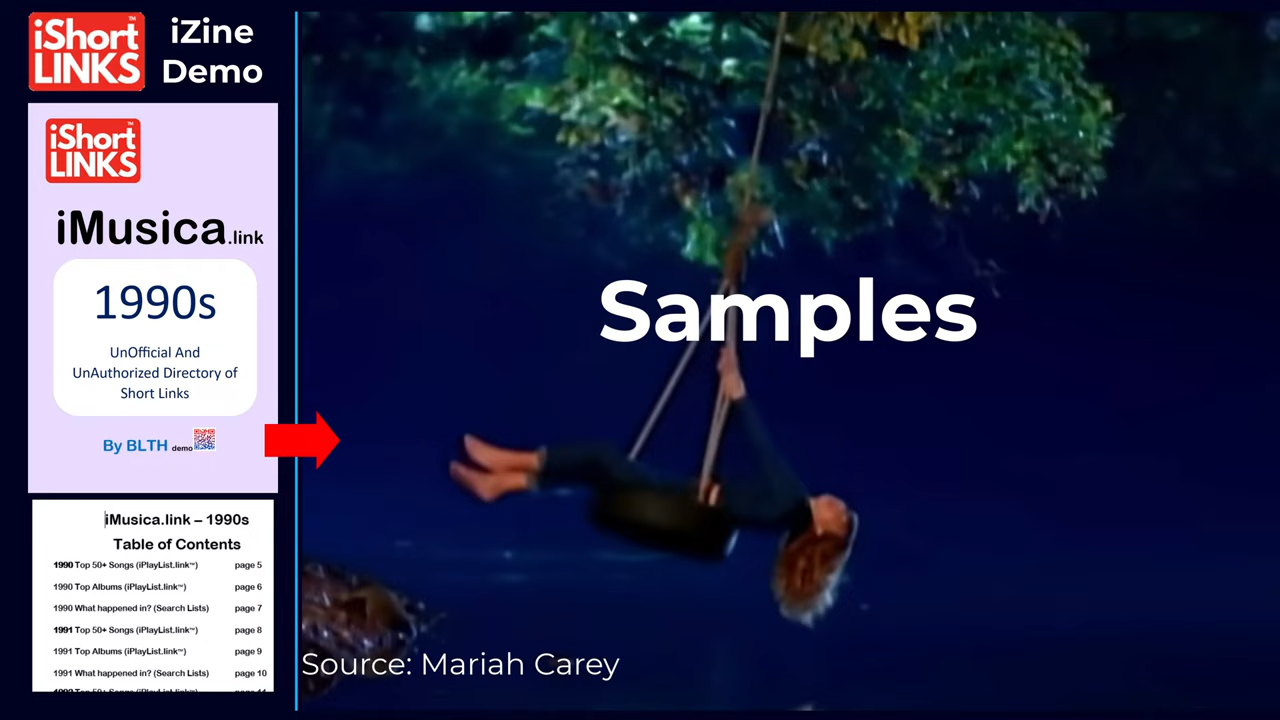 iShort™
LINKS
iZine
Demo
iShort™
LINKS
iMusica.link
1990s
UnOfficial And
UnAuthorized Directory of
Short Links
By BLTH demo
iMusica.link – 1990s
Table of Contents
1990 Top 50+ Songs (iPlayList.link™) page 5
1990 Top Albums (iPlayList.link™) page 6
1990 What happened in? (Search Lists) page 7
1991 Top 50+ Songs (iPlayList.link™) page 8
1991 Top Albums (iPlayList.link™) page 9
1991 What happened in? (Search Lists) page 10
Samples
Source: Mariah Carey